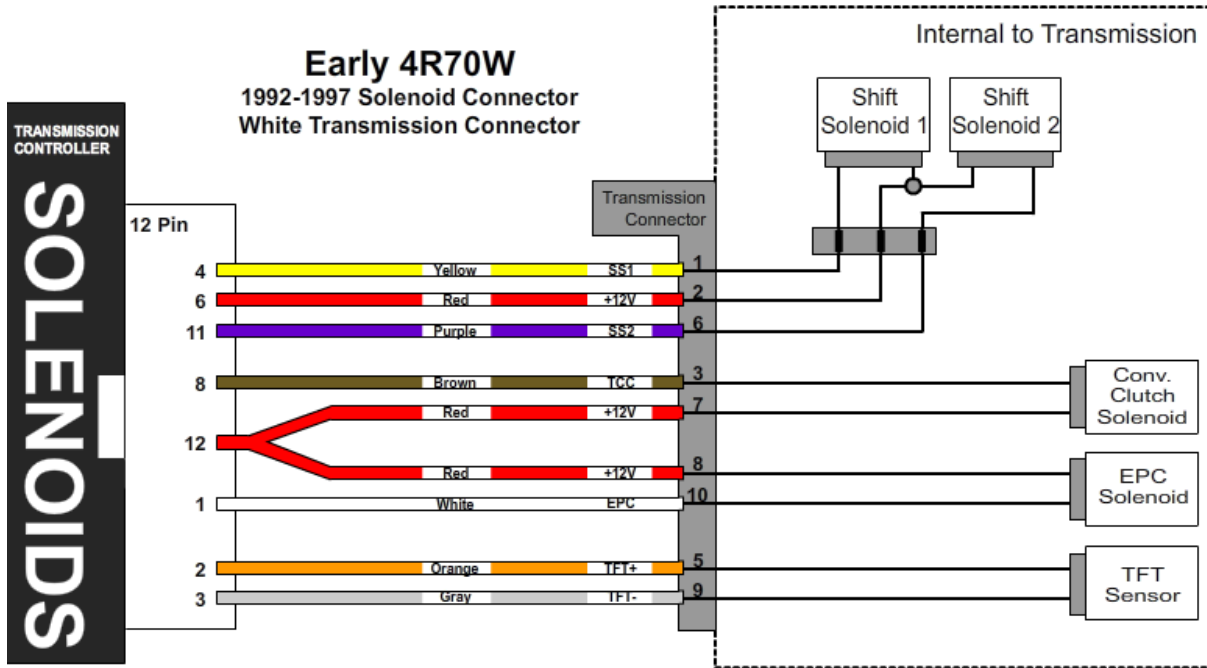 Early 4R70W
1992-1997 Solenoid Connector
White Transmission Connector
Internal to Transmission
Shift
Solenoid 1
Shift
Solenoid 2
TRANSMISSION
CONTROLLER
SOLENOIDS
12 Pin
Transmission
Connector
4 Yellow SS1 1
6 Red +12V 2
11 Purple SS2 6
8 Brown TCC 3
Red +12V 7
12
Red +12V 8
1 White EPC 10
2 Orange TFT+ 5
3 Gray TFT- 9
Conv.
Clutch
Solenoid
EPC
Solenoid
TFT
Sensor